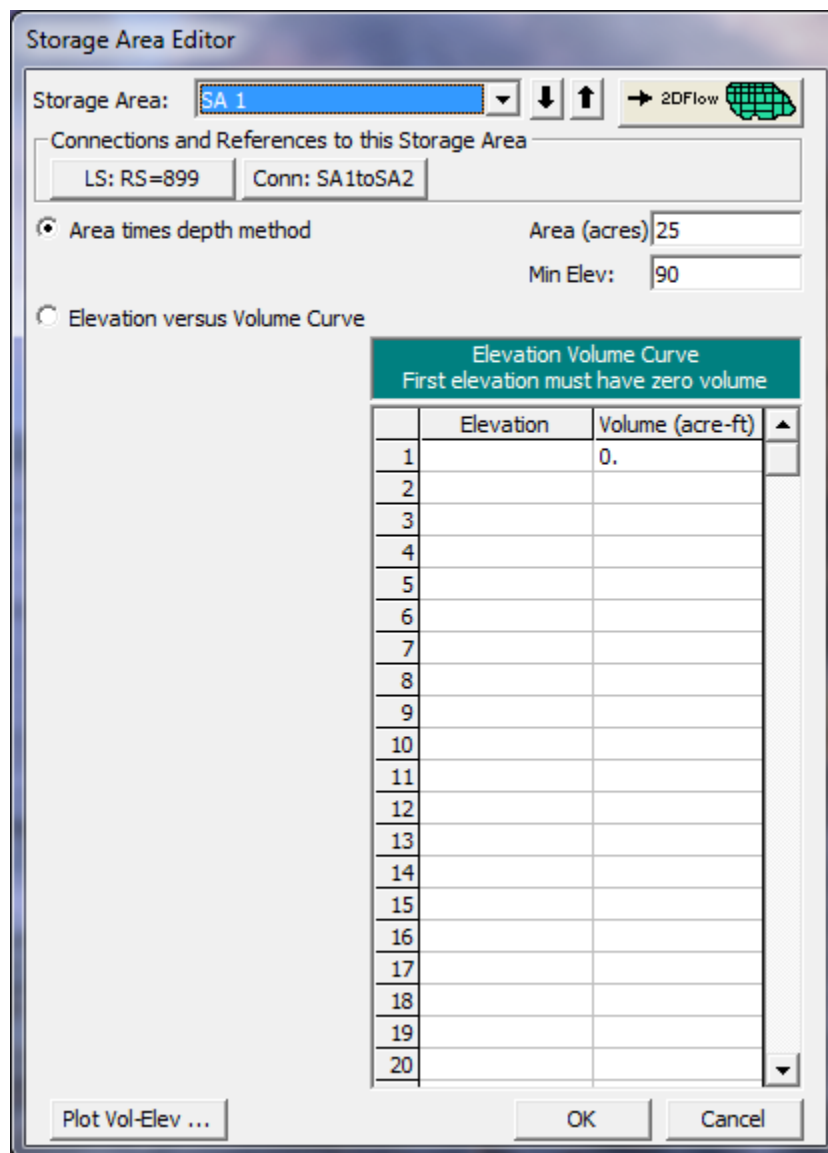 Storage Area Editor
Storage Area: SA 1 2DFlow
Connections and References to this Storage Area
LS: RS=899 Conn: SA1toSA2
Area times depth method Area (acres) 25
Min Elev: 90
Elevation versus Volume Curve
Elevation Volume Curve
First elevation must have zero volume
Elevation Volume (acre-ft)
1 0.
2
3
4
5
6
7
8
9
10
11
12
13
14
15
16
17
18
19
20
Plot Vol-Elev ... OK Cancel